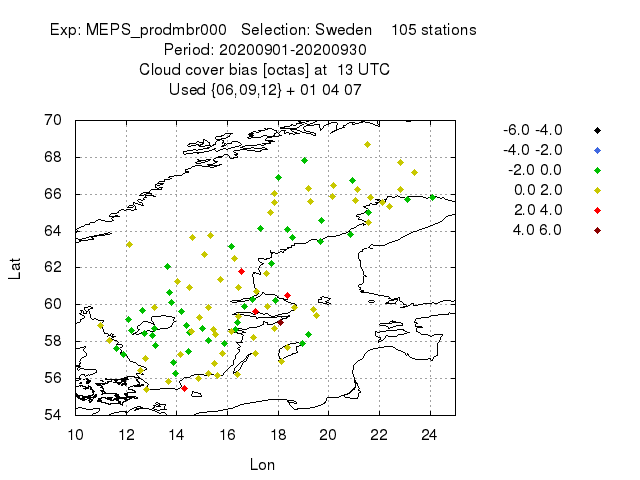 Exp: MEPS_prodmbr000 Selection: Sweden 105 stations
Period: 20200901-20200930
Cloud cover bias [octas] at 13 UTC
Used {06,09,12} + 01 04 07
70
68
66
64
62
60
58
56
54
Lat
10 12 14 16 18 20 22 24
Lon
-6.0 -4.0
-4.0 -2.0
-2.0 0.0
0.0 2.0
2.0 4.0
4.0 6.0